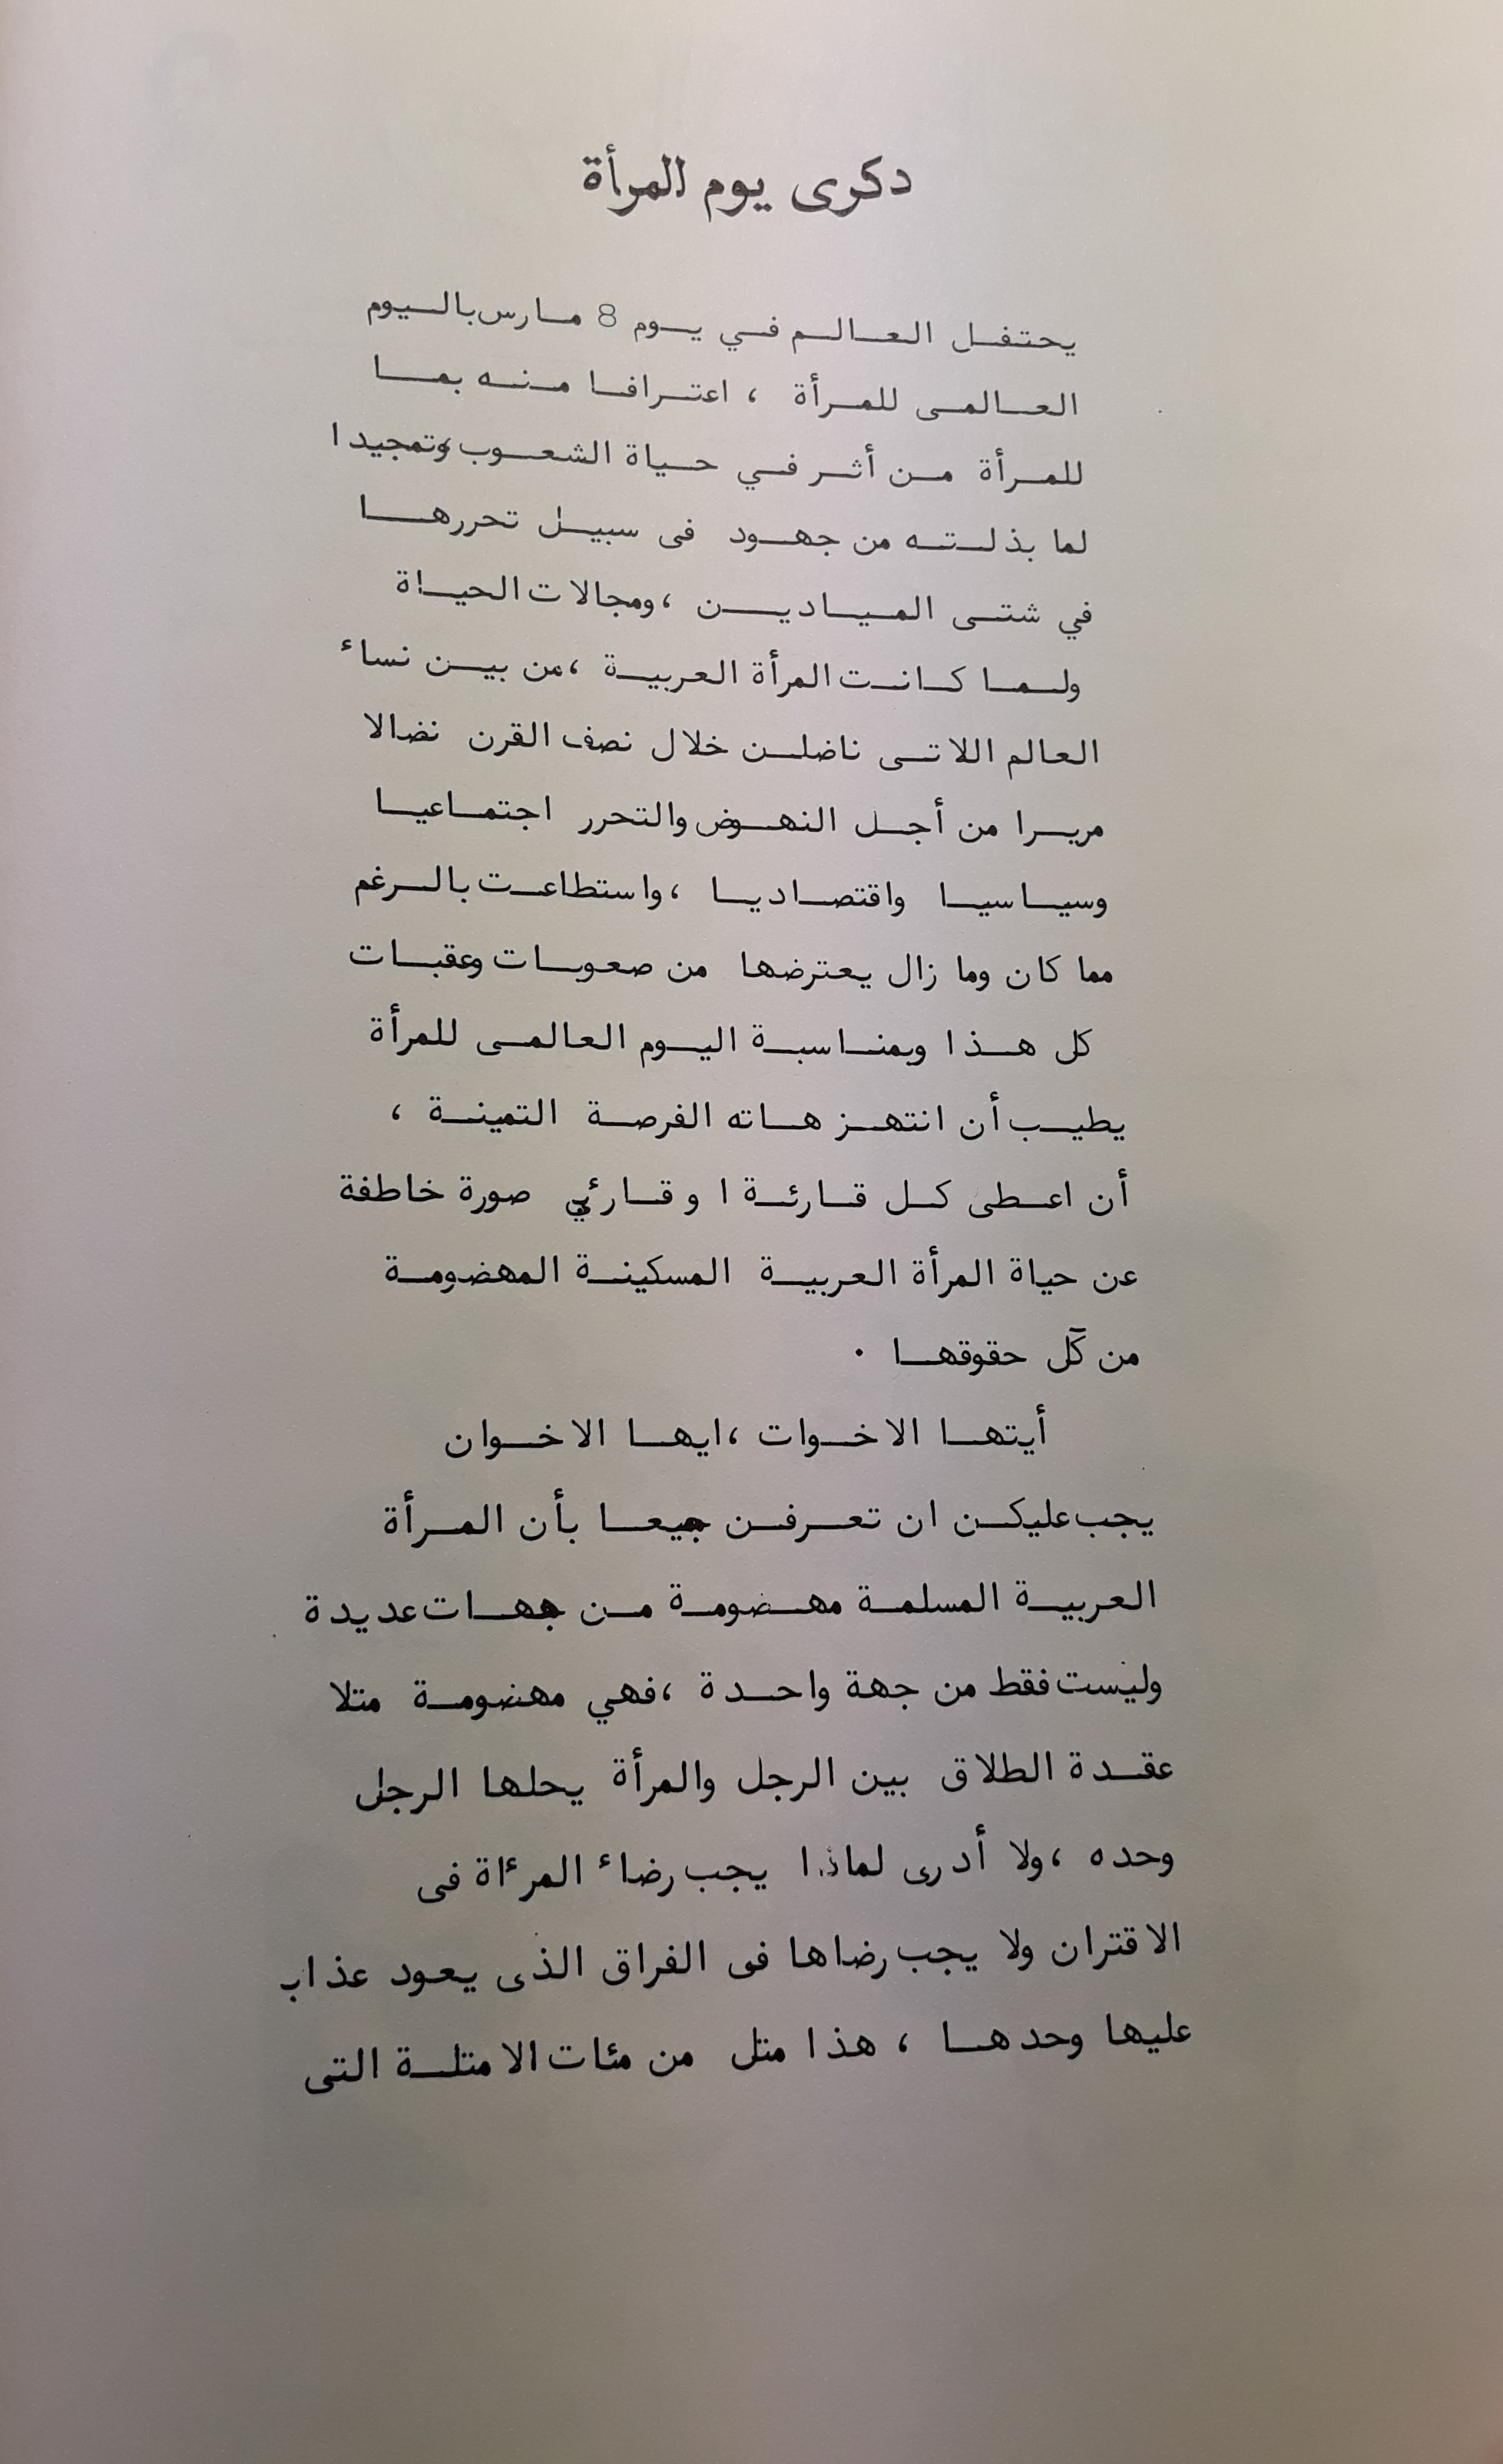 دكرى يوم المرأة
يحتفل العالم في يوم 8 مارس باليوم
العالمى للمرأة ، اعترافا منه بما
للمرأة من أثر في حياة الشعوب وتمجيدا
لما بذلته من جهود فى سبيل تحررها
في شتى الميادين ،ومجالات الحياة
ولما كانت المرأة العربية ،من بين نساء
العالم اللاتى ناضلن خلال نصف القرن نضالا
مريرا من أجل النهوض والتحرر اجتماعيا
وسياسيا واقتصاديا ،واستطاعت بالرغم
مما كان وما زال يعترضها من صعوبات وعقبات
كل هذا وبمناسبة اليوم العالمى للمرأة
يطيب أن انتهز هاته الفرصة التمينة ،
أن اعطى كل قارئة او قارئي صورة خاطفة
عن حياة المرأة العربية المسكينة المهضومة
من كل حقوقها .
أيتها الاخوات ،ايها الاخوان
يجب عليكن ان تعرفن جيعا بأن المرأة
العربية المسلمة مهضومة من جهات عديدة
وليست فقط من جهة واحدة ،فهي مهضومة متلا
عقدة الطلاق بين الرجل والمرأة يحلها الرجل
وحده ،ولا أدرى لماذا يجب رضاء المرءاة فى
الاقتران ولا يجب رضاها فى الفراق الذى يعود عذاب
عليها وحدها ، هذا متل من مئات الامتلة التى